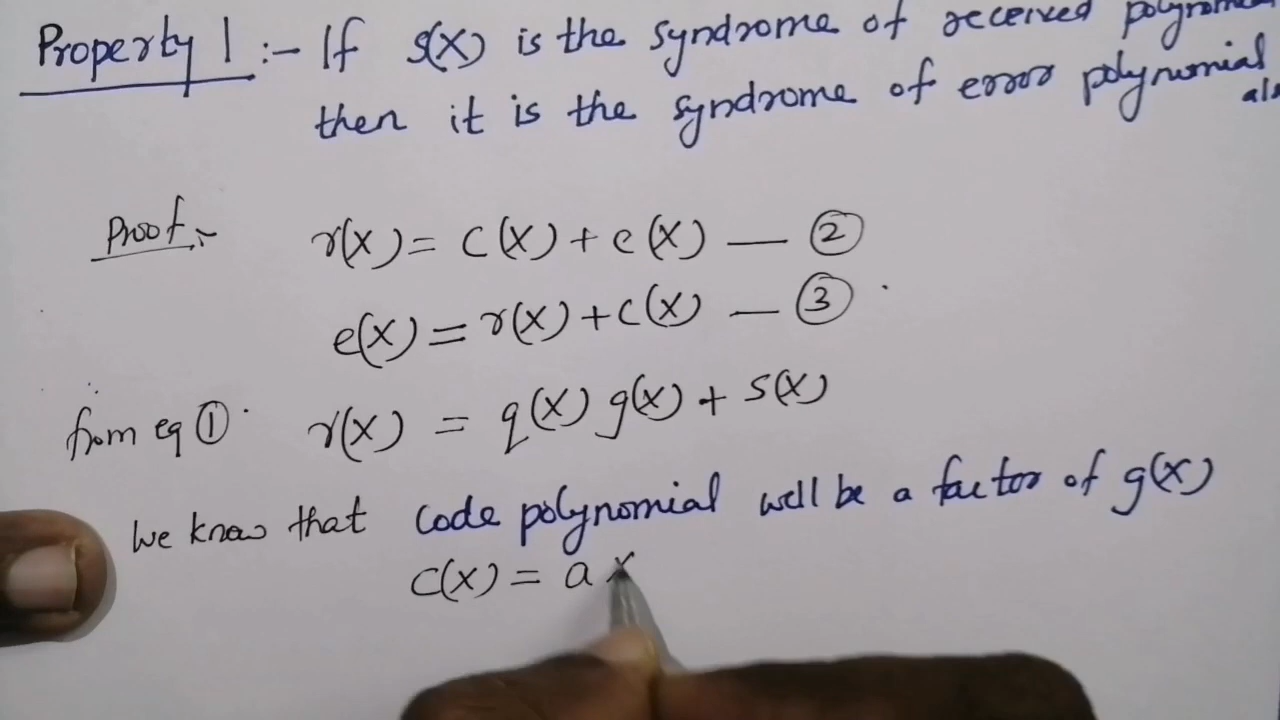 Property 1 :- If s(X) is the syndrome of received
then it is the syndrome of error polynomial
Proof :- r(X) = c(X) + e(X) — ②
e(X) = r(X) + c(X) — ③
from eq ① r(X) = q(X) g(X) + s(X)
We know that code polynomial will be a factor of g(X)
c(X) = a